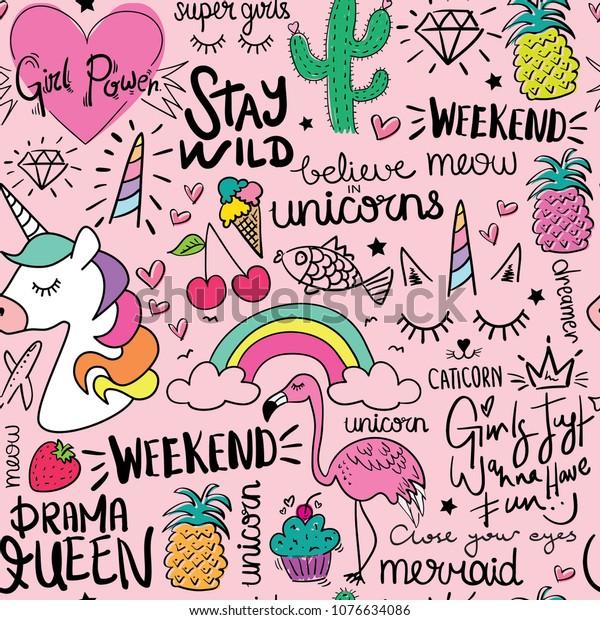 super girls
Girl Power
STAY
WILD
WEEKEND
believe
IN
unicorns
meow
dreamer
CATICORN
unicorn
Girls Just
Wanna Have
Fun
WEEKEND
meow
DRAMA
QUEEN
unicorn
Close your eyes
mermaid
shutterstock
www.shutterstock.com · 1076634086